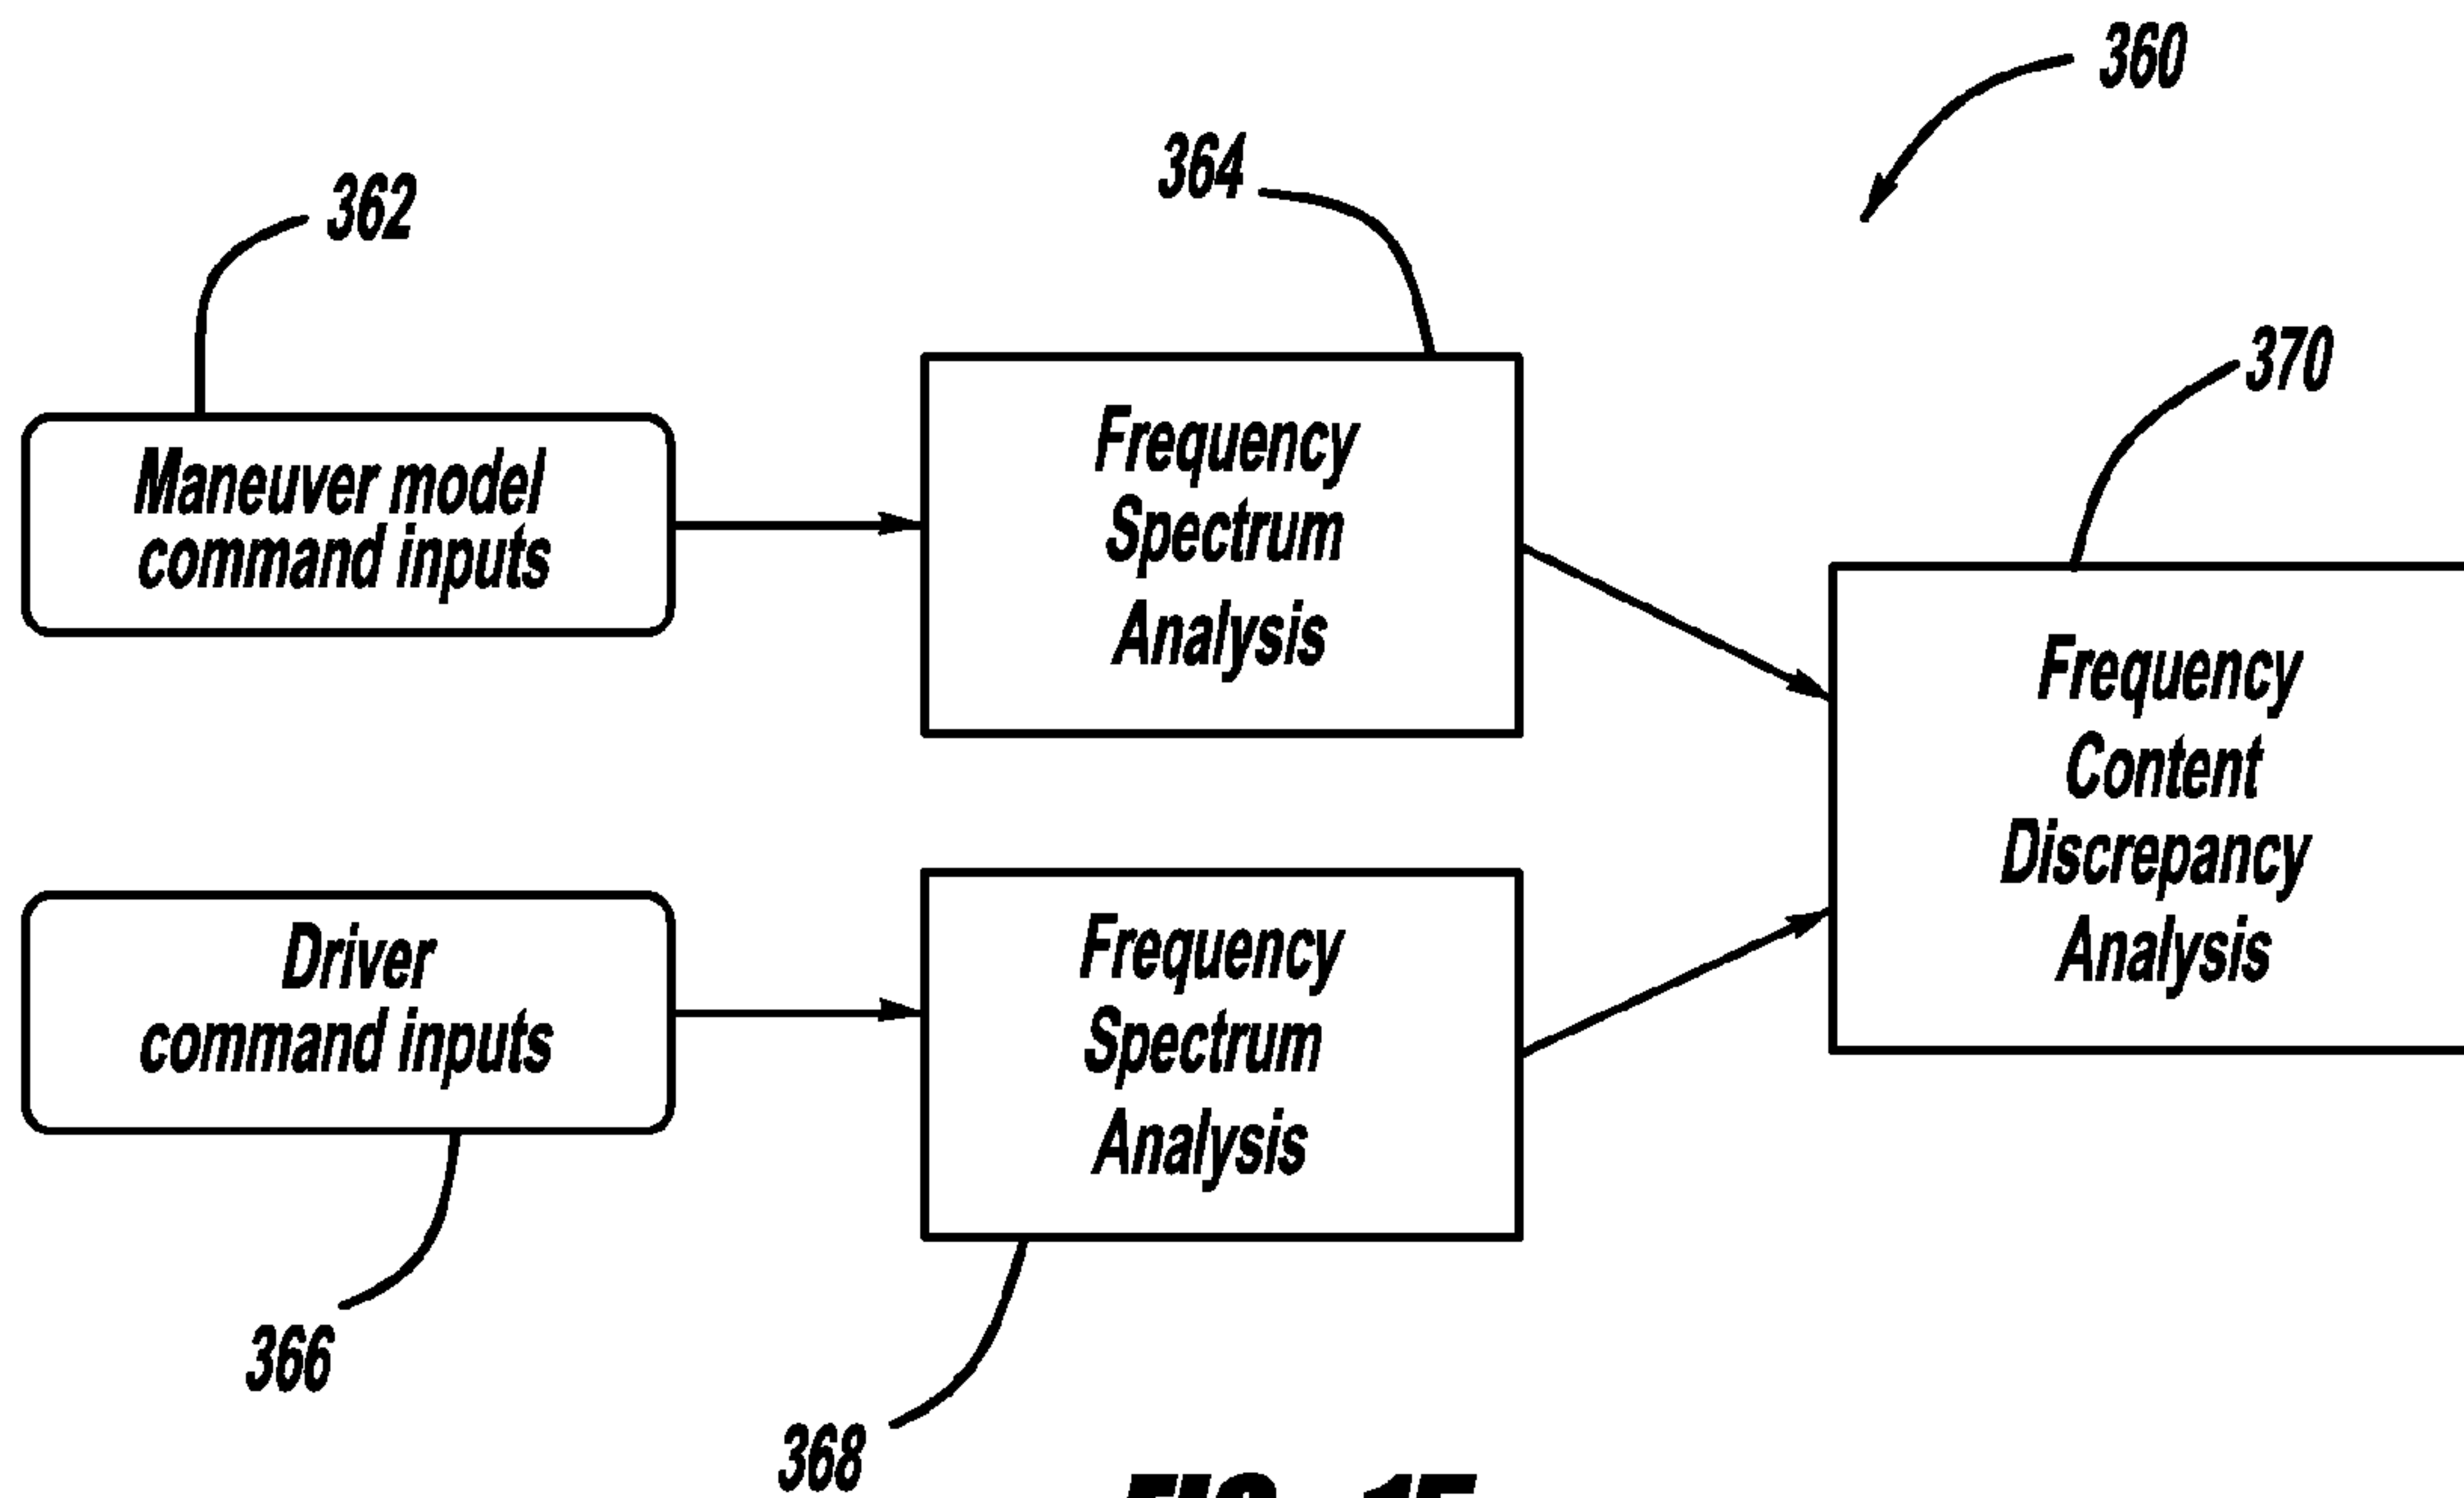 360
364
362
370
Maneuver model
command inputs
Frequency
Spectrum
Analysis
Frequency
Content
Discrepancy
Analysis
Driver
command inputs
Frequency
Spectrum
Analysis
366
368